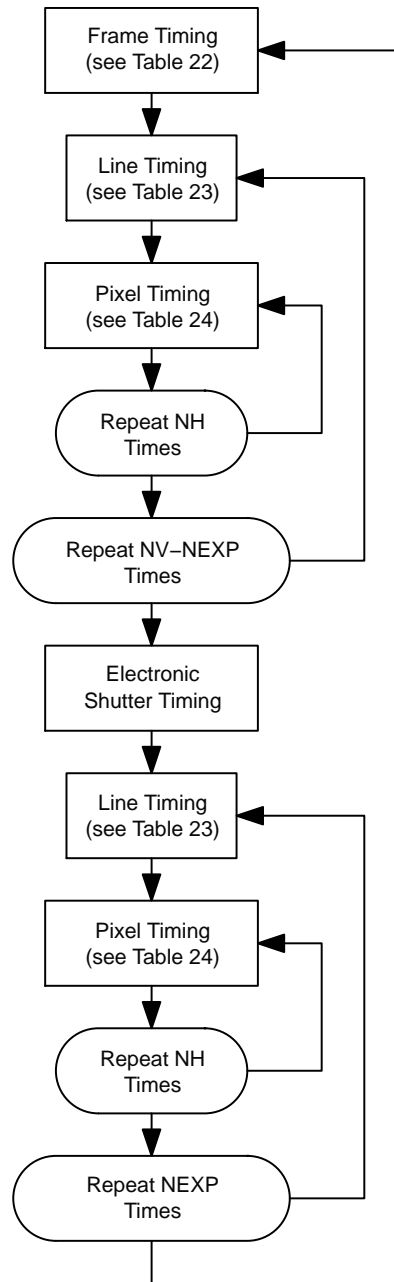 Frame Timing
(see Table 22)
Line Timing
(see Table 23)
Pixel Timing
(see Table 24)
Repeat NH
Times
Repeat NV−NEXP
Times
Electronic
Shutter Timing
Line Timing
(see Table 23)
Pixel Timing
(see Table 24)
Repeat NH
Times
Repeat NEXP
Times